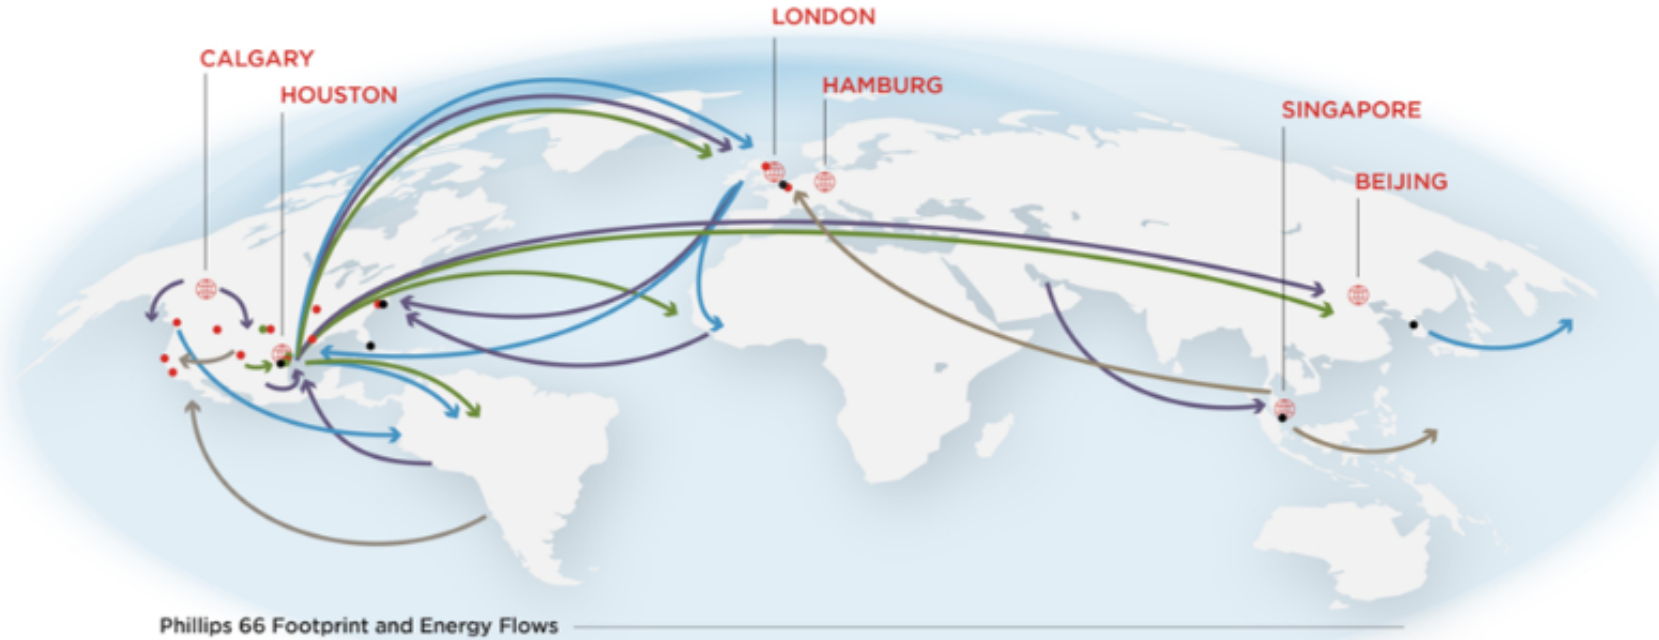 LONDON
CALGARY
HAMBURG
HOUSTON
SINGAPORE
BEIJING
Phillips 66 Footprint and Energy Flows